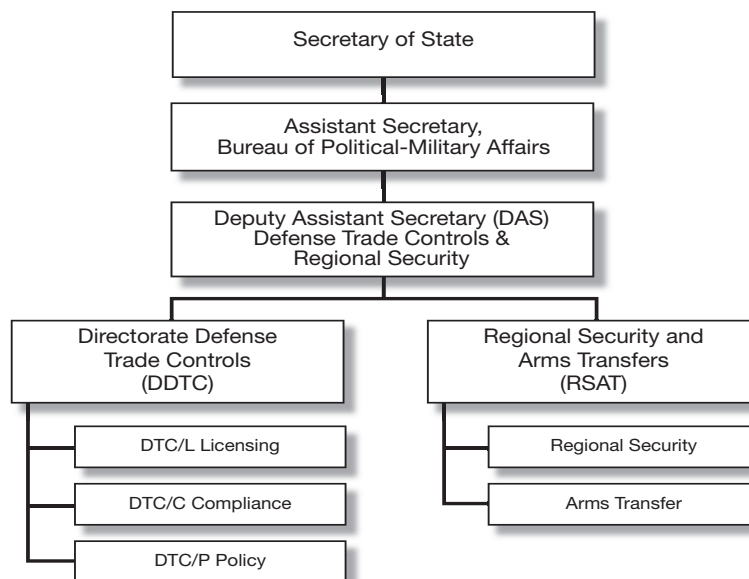 Secretary of State
Assistant Secretary,
Bureau of Political-Military Affairs
Deputy Assistant Secretary (DAS)
Defense Trade Controls &
Regional Security
Directorate Defense
Trade Controls
(DDTC)
DTC/L Licensing
DTC/C Compliance
DTC/P Policy
Regional Security and
Arms Transfers
(RSAT)
Regional Security
Arms Transfer